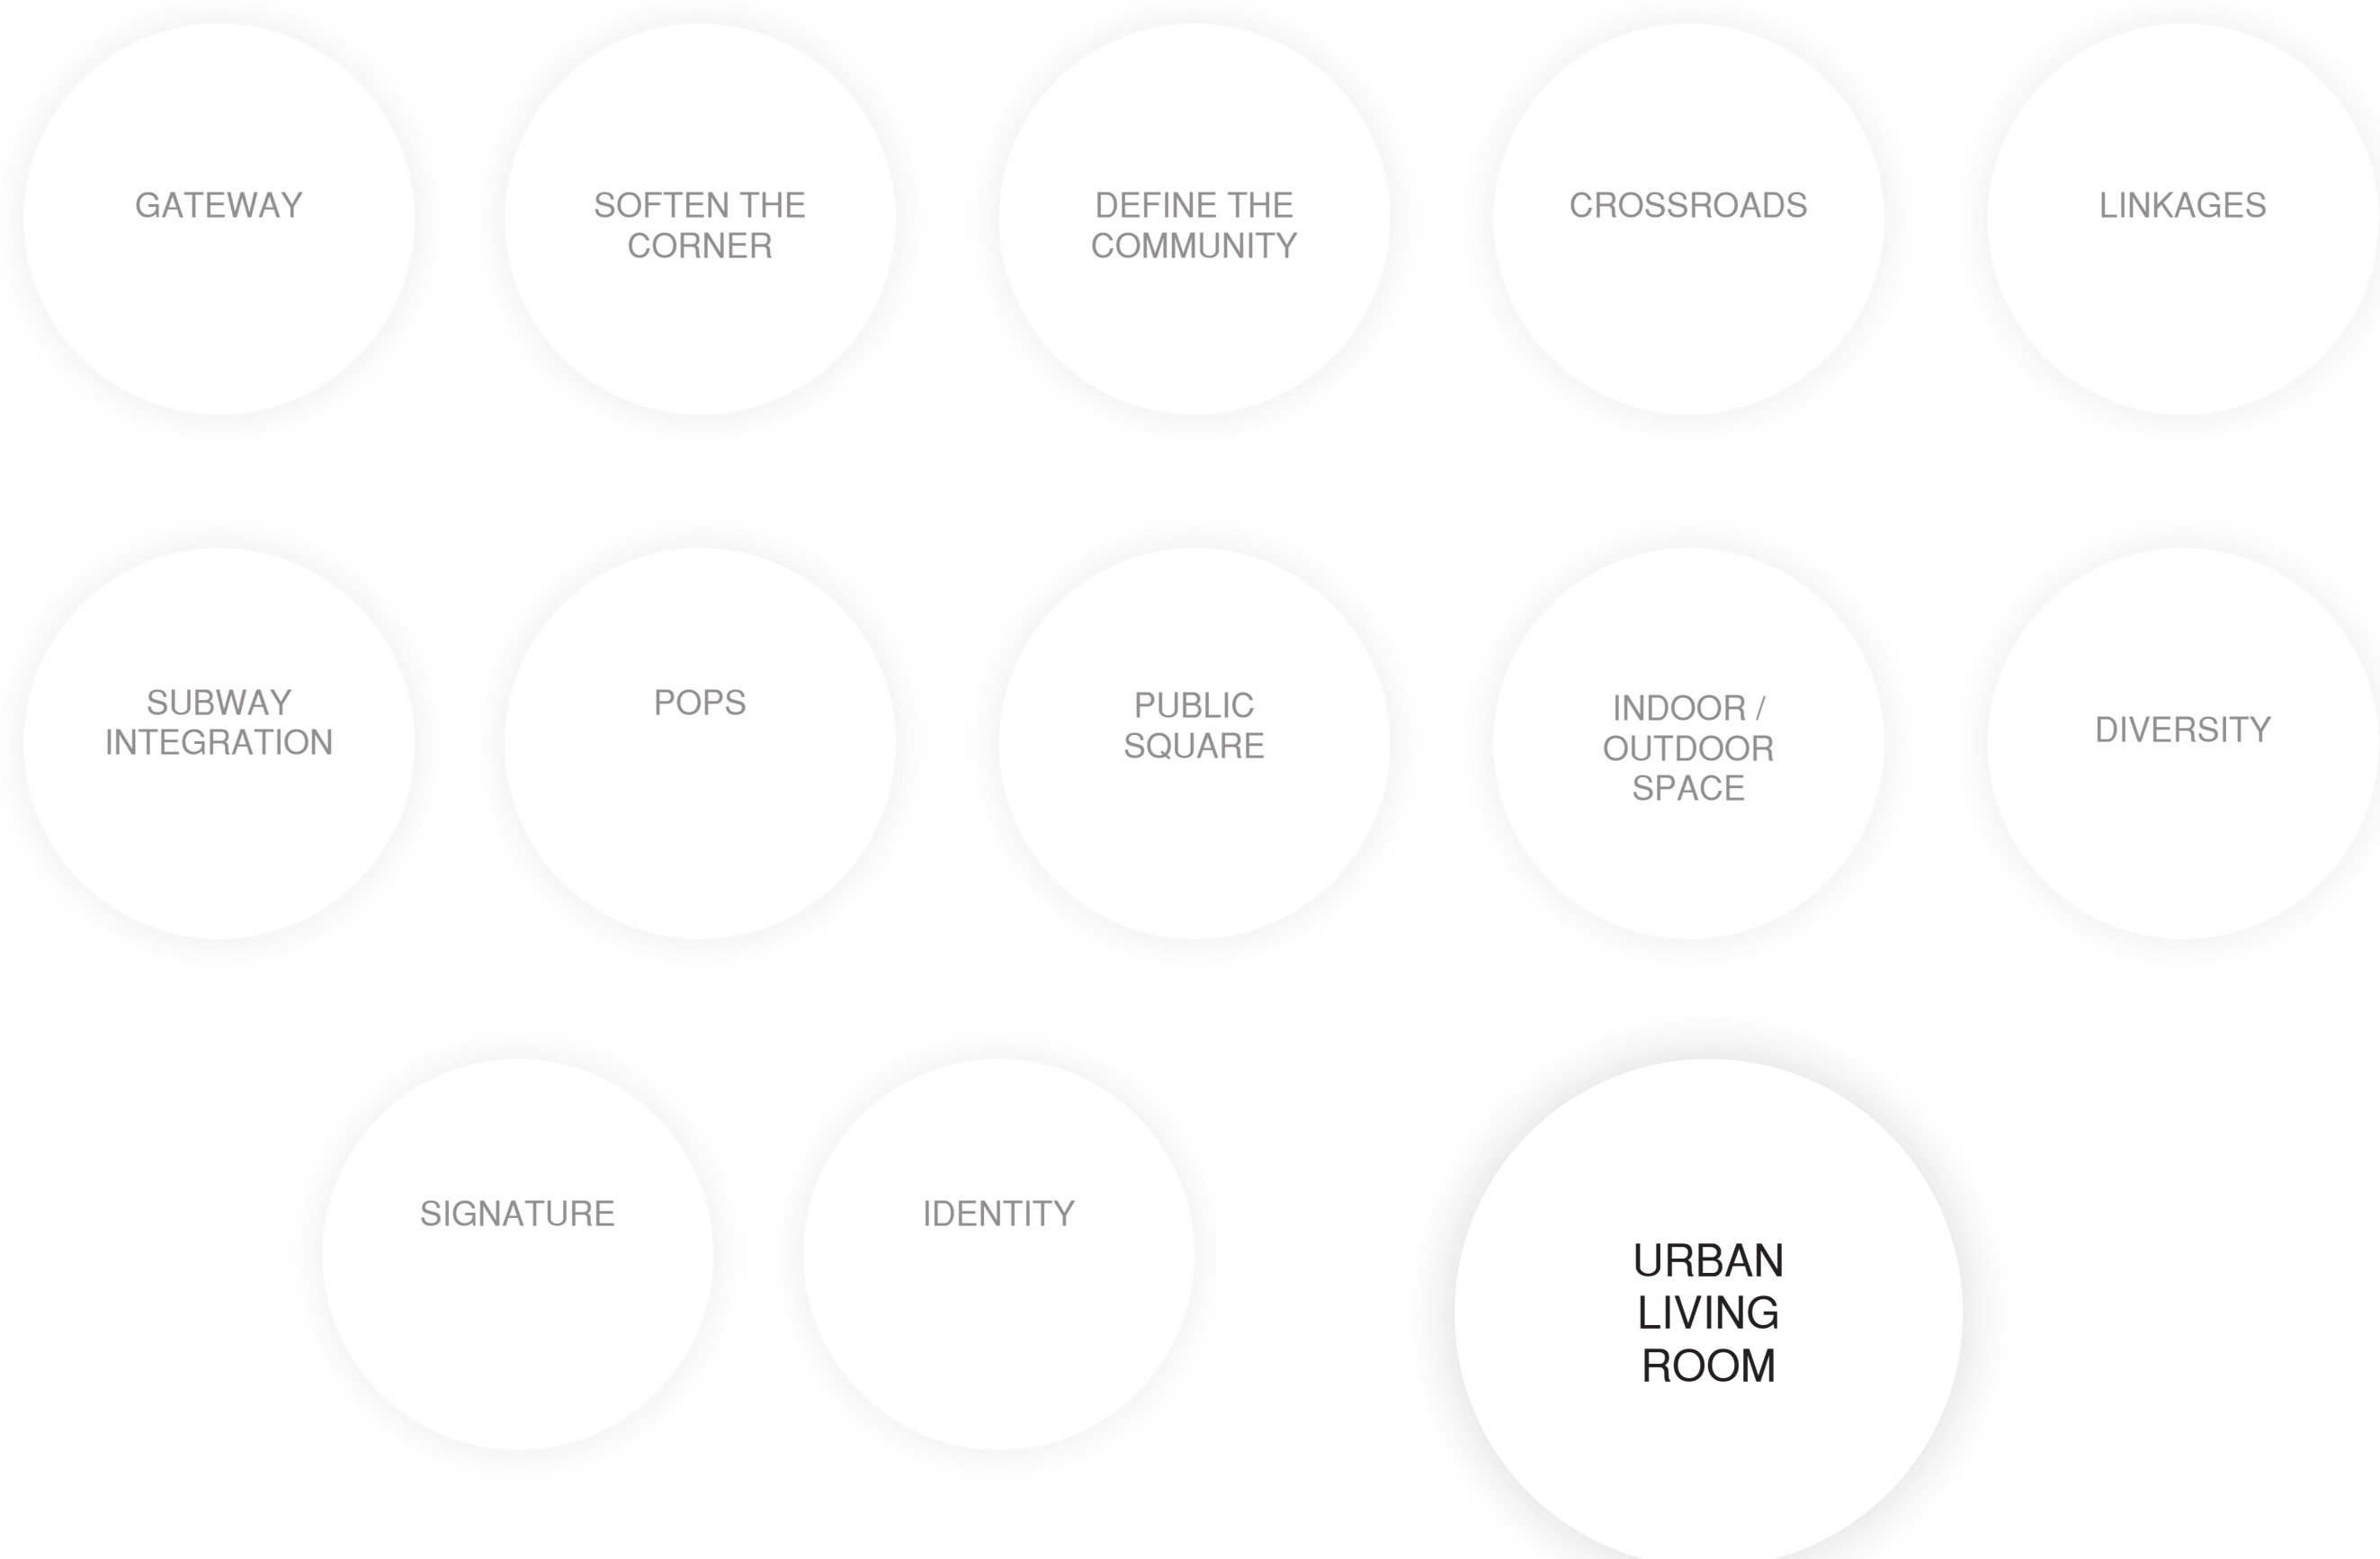 GATEWAY
SOFTEN THE
CORNER
DEFINE THE
COMMUNITY
CROSSROADS
LINKAGES
SUBWAY
INTEGRATION
POPS
PUBLIC
SQUARE
INDOOR /
OUTDOOR
SPACE
DIVERSITY
SIGNATURE
IDENTITY
URBAN
LIVING
ROOM